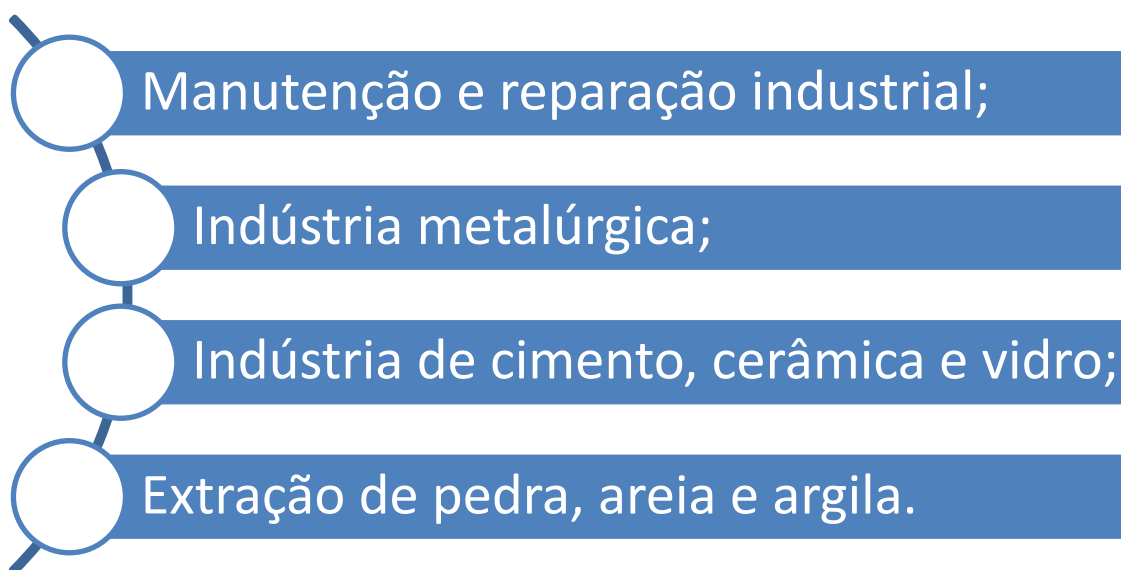 Manutenção e reparação industrial;
Indústria metalúrgica;
Indústria de cimento, cerâmica e vidro;
Extração de pedra, areia e argila.